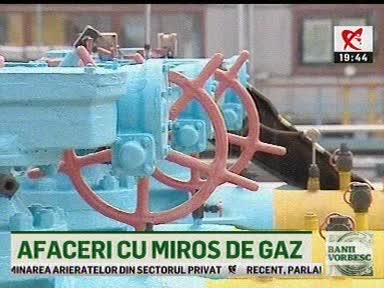 19:44
AFACERI CU MIROS DE GAZ
BANII
VORBESC
MINAREA ARIERATELOR DIN SECTORUL PRIVAT RECENT, PARLA